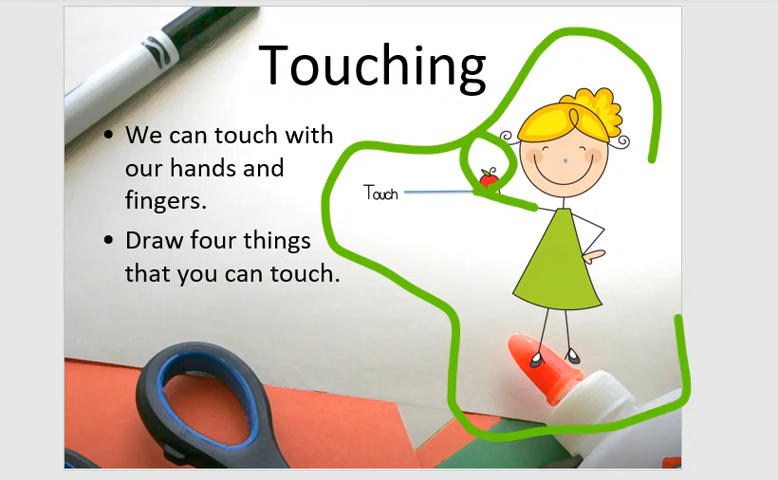 Touching
• We can touch with
our hands and
fingers.
• Draw four things
that you can touch.
Touch